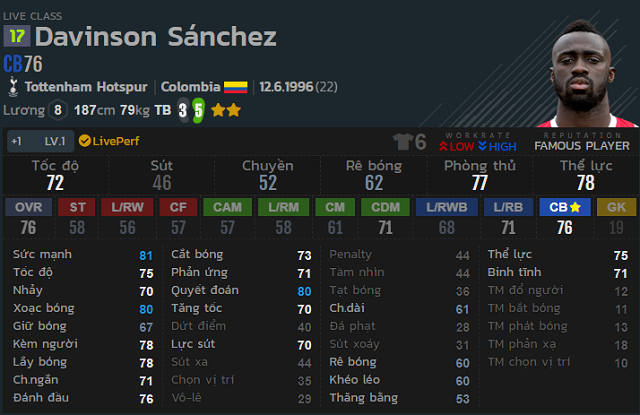 LIVE CLASS
17 Davinson Sánchez
CB76
Tottenham Hotspur | Colombia | 12.6.1996(22)
Lương 8 187cm 79kg TB 3 5
+1 LV.1 LivePerf 6 WORKRATE LOW HIGH REPUTATION FAMOUS PLAYER
Tốc độ Sút Chuyền Rê bóng Phòng thủ Thể lực
72 46 52 62 77 78
OVR ST L/RW CF CAM L/RM CM CDM L/RWB L/RB CB GK
76 58 56 57 57 58 61 71 68 71 76 19
Sức mạnh 81 Cắt bóng 73 Penalty 44 Thể lực 75
Tốc độ 75 Phản ứng 71 Tầm nhìn 44 Bình tĩnh 71
Nhảy 70 Quyết đoán 80 Tạt bóng 36 TM đổ người 12
Xoạc bóng 80 Tăng tốc 70 Ch.dài 61 TM bắt bóng 11
Giữ bóng 67 Dứt điểm 40 Đá phạt 28 TM phát bóng 13
Kèm người 78 Lực sút 70 Sút xoáy 31 TM phản xạ 18
Lấy bóng 78 Sút xa 44 Rê bóng 60 TM chọn vị trí 10
Ch.ngắn 71 Chọn vị trí 35 Khéo léo 60
Đánh đầu 76 Vô-lê 29 Thăng bằng 53